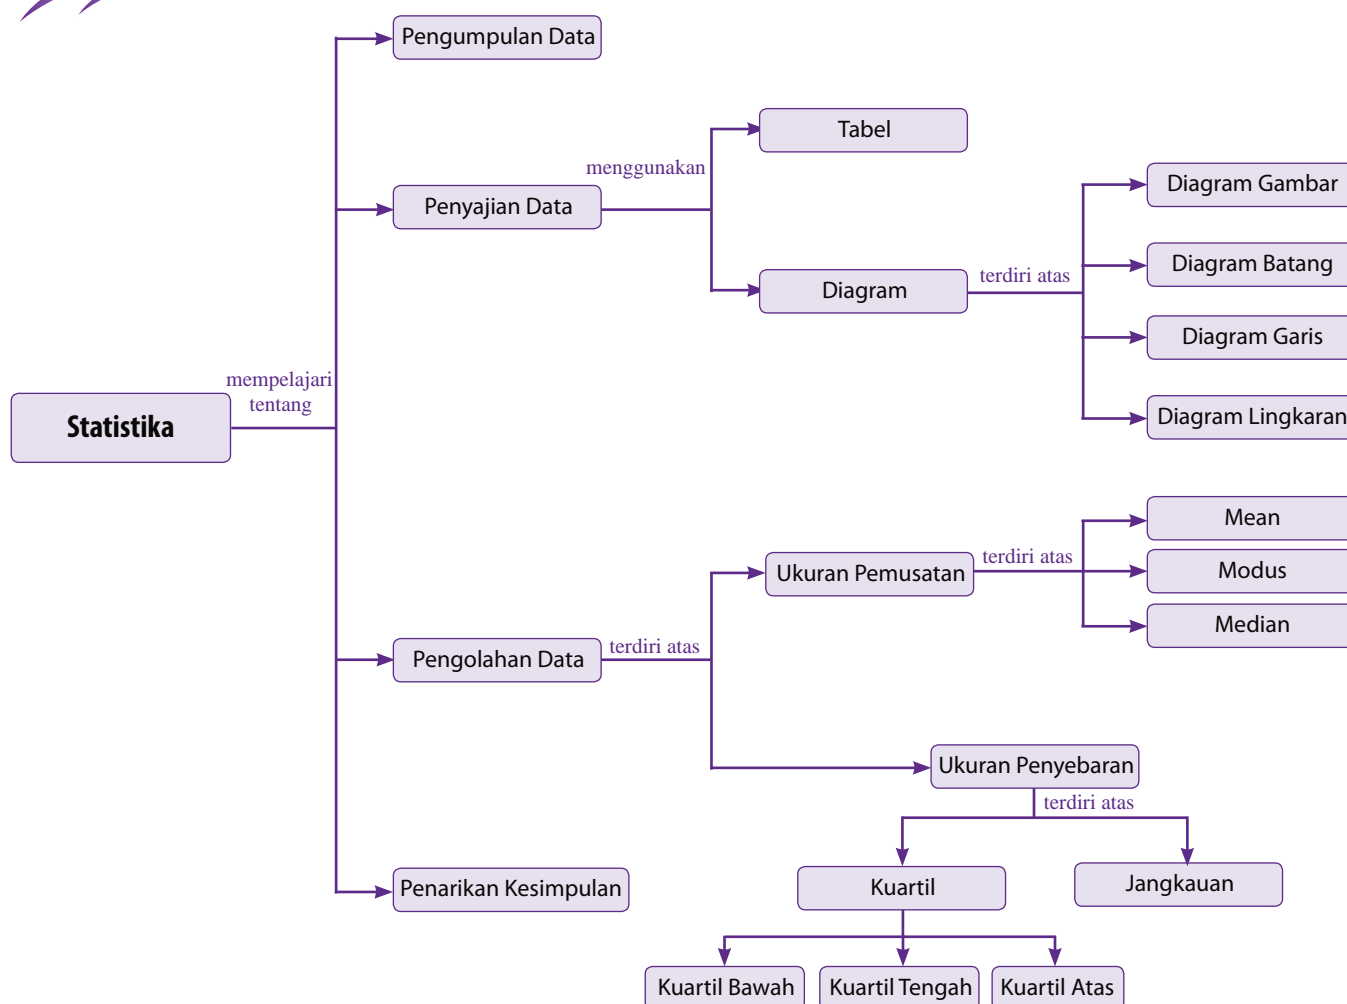 Pengumpulan Data
Tabel
menggunakan
Penyajian Data
Diagram
terdiri atas
Diagram Gambar
Diagram Batang
Diagram Garis
Diagram Lingkaran
mempelajari
tentang
Statistika
Mean
Ukuran Pemusatan
terdiri atas
Modus
Median
Pengolahan Data
terdiri atas
Ukuran Penyebaran
terdiri atas
Penarikan Kesimpulan
Kuartil
Jangkauan
Kuartil Bawah
Kuartil Tengah
Kuartil Atas